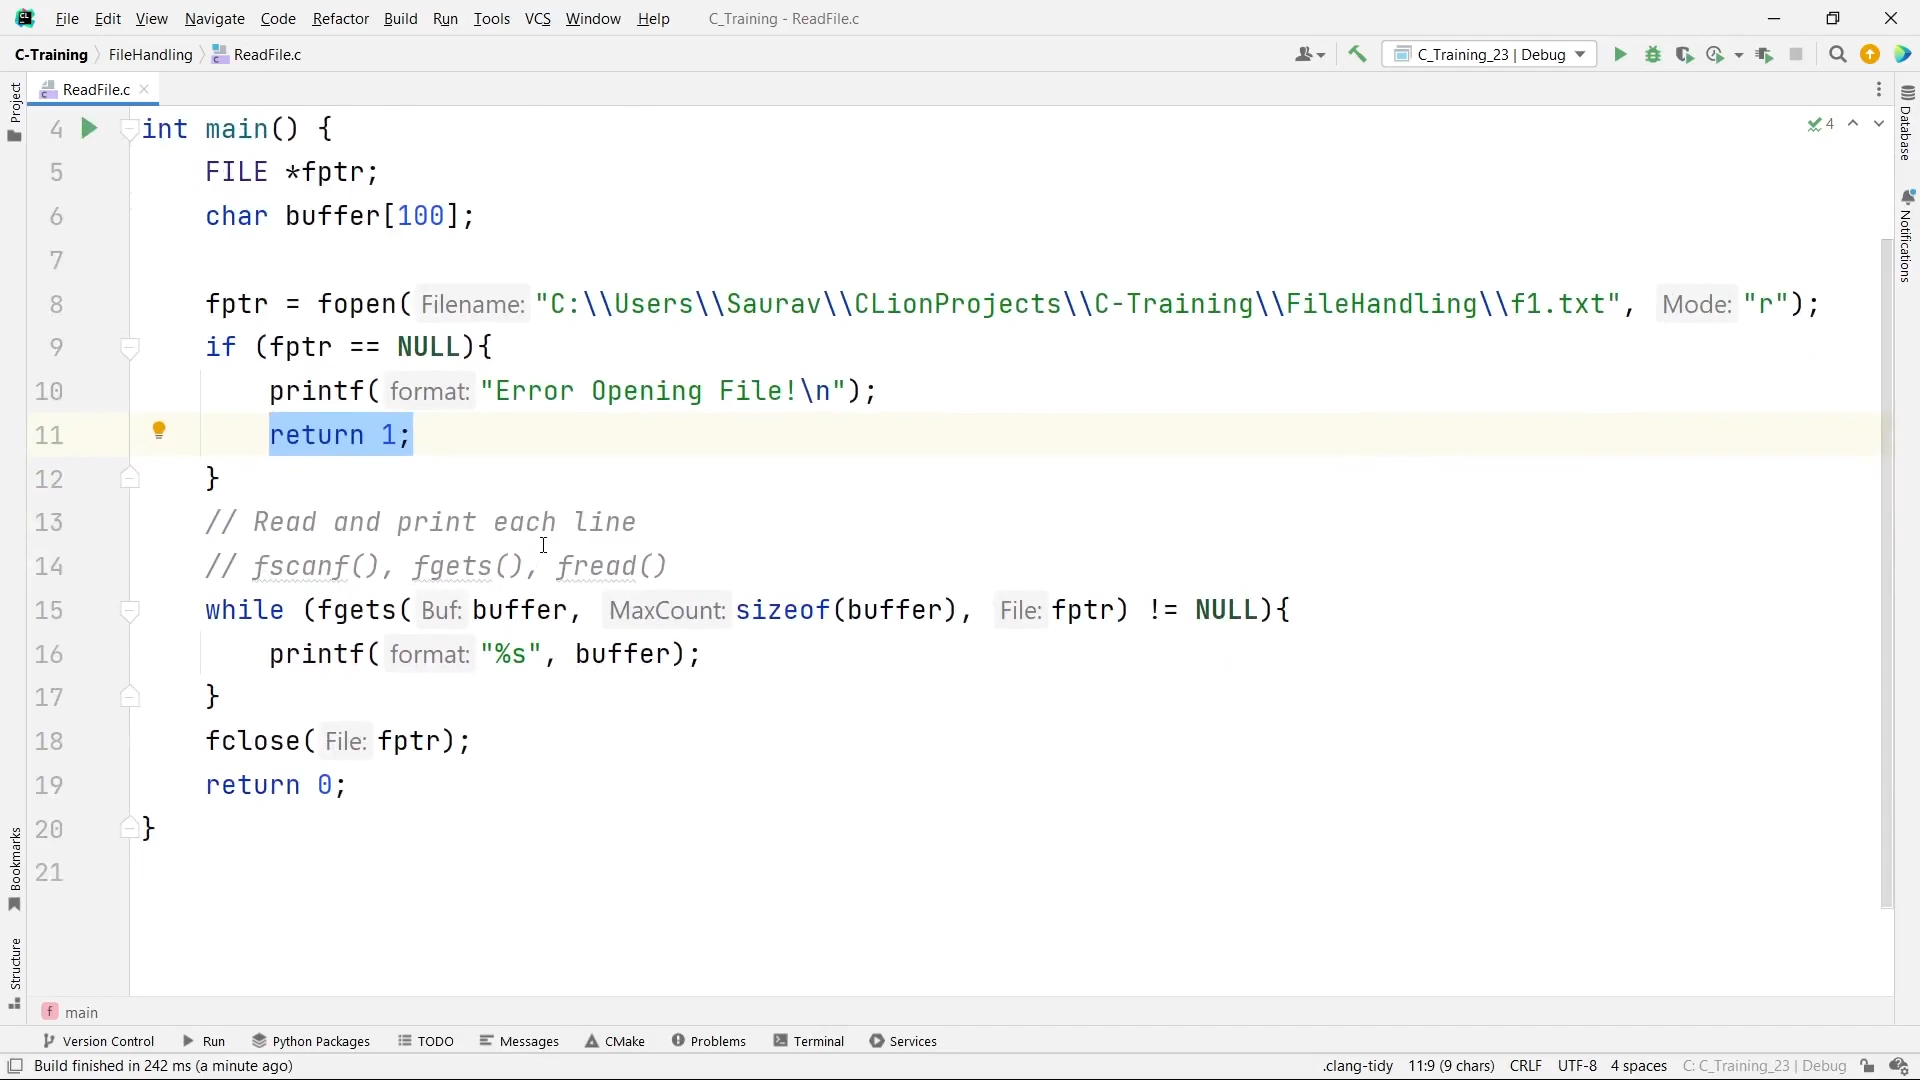 File Edit View Navigate Code Refactor Build Run Tools VCS Window Help C_Training - ReadFile.c
C-Training FileHandling ReadFile.c C_Training_23 | Debug
Project
ReadFile.c
Database
Notifications
4
4 int main() {
5 FILE *fptr;
6 char buffer[100];
7
8 fptr = fopen( Filename: "C:\\Users\\Saurav\\CLionProjects\\C-Training\\FileHandling\\f1.txt", Mode: "r");
9 if (fptr == NULL){
10 printf( format: "Error Opening File!\n");
11 return 1;
12 }
13 // Read and print each line
14 // fscanf(), fgets(), fread()
15 while (fgets( Buf: buffer, MaxCount: sizeof(buffer), File: fptr) != NULL){
16 printf( format: "%s", buffer);
17 }
18 fclose( File: fptr);
19 return 0;
20 }
21
Bookmarks
Structure
f main
Version Control Run Python Packages TODO Messages CMake Problems Terminal Services
Build finished in 242 ms (a minute ago) .clang-tidy 11:9 (9 chars) CRLF UTF-8 4 spaces C: C_Training_23 | Debug